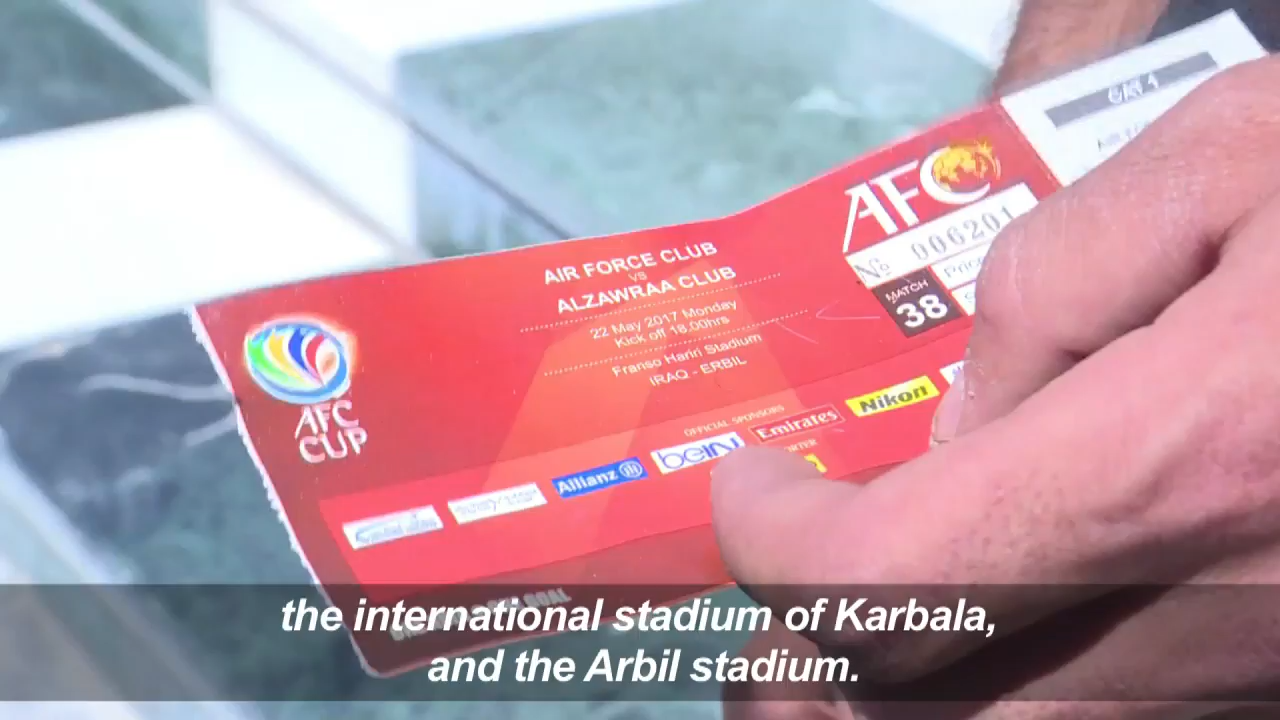 CAT 1
AFC
No 006201
MATCH
38
AIR FORCE CLUB
VS
ALZAWRAA CLUB
22 May 2017 Monday
Kick off 18.00hrs
Franso Hariri Stadium
IRAQ - ERBIL
AFC
CUP
OFFICIAL SPONSORS
Allianz
beIN
Emirates
Nikon
the international stadium of Karbala,
and the Arbil stadium.